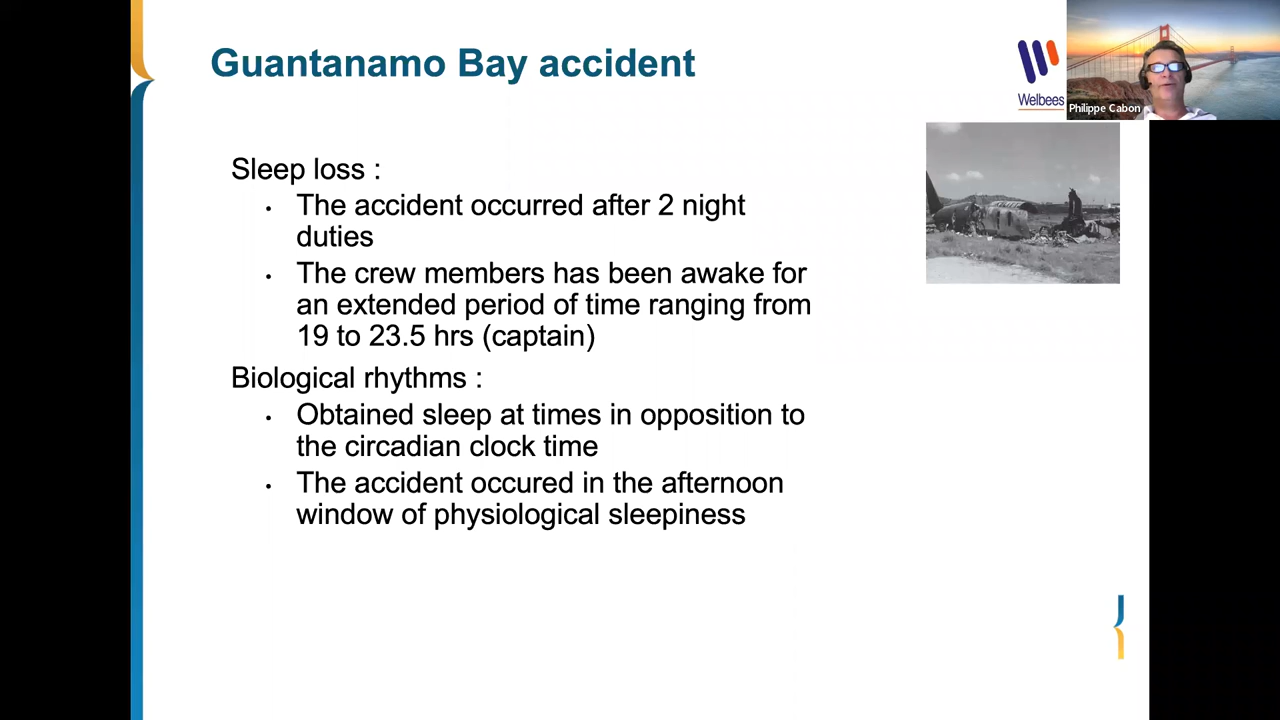 Guantanamo Bay accident
Welbees
Philippe Cabon
Sleep loss :
• The accident occurred after 2 night
duties
• The crew members has been awake for
an extended period of time ranging from
19 to 23.5 hrs (captain)
Biological rhythms :
• Obtained sleep at times in opposition to
the circadian clock time
• The accident occured in the afternoon
window of physiological sleepiness